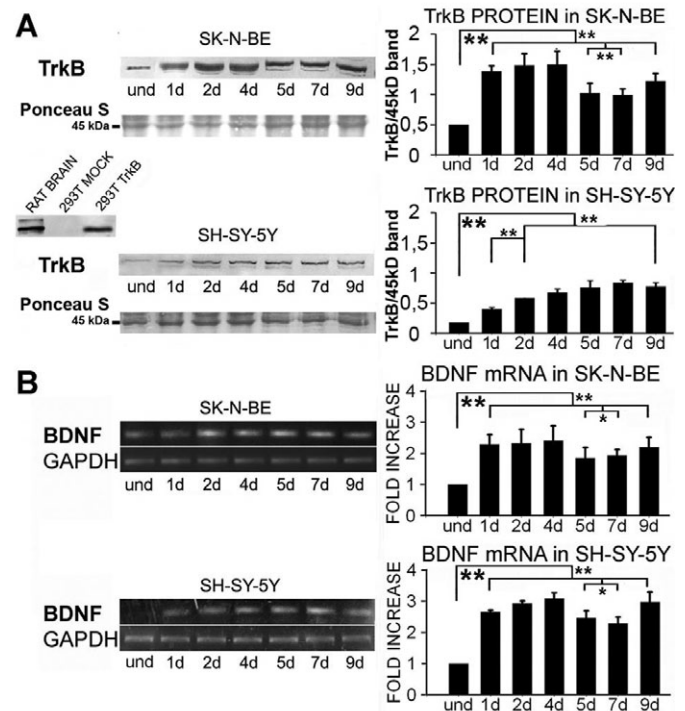 A
SK-N-BE
TrkB
und 1d 2d 4d 5d 7d 9d
Ponceau S
45 kDa
RAT BRAIN
293T MOCK
293T TrkB
SH-SY-5Y
TrkB
und 1d 2d 4d 5d 7d 9d
Ponceau S
45 kDa
TrkB PROTEIN in SK-N-BE
TrkB/45kD band
2
1,5
1
0,5
0
** ** **
und 1d 2d 4d 5d 7d 9d
TrkB PROTEIN in SH-SY-5Y
TrkB/45kD band
2
1,5
1
0,5
0
** ** **
und 1d 2d 4d 5d 7d 9d
B
SK-N-BE
BDNF
GAPDH
und 1d 2d 4d 5d 7d 9d
SH-SY-5Y
BDNF
GAPDH
und 1d 2d 4d 5d 7d 9d
BDNF mRNA in SK-N-BE
FOLD INCREASE
4
3
2
1
0
** ** *
und 1d 2d 4d 5d 7d 9d
BDNF mRNA in SH-SY-5Y
FOLD INCREASE
4
3
2
1
0
** ** *
und 1d 2d 4d 5d 7d 9d